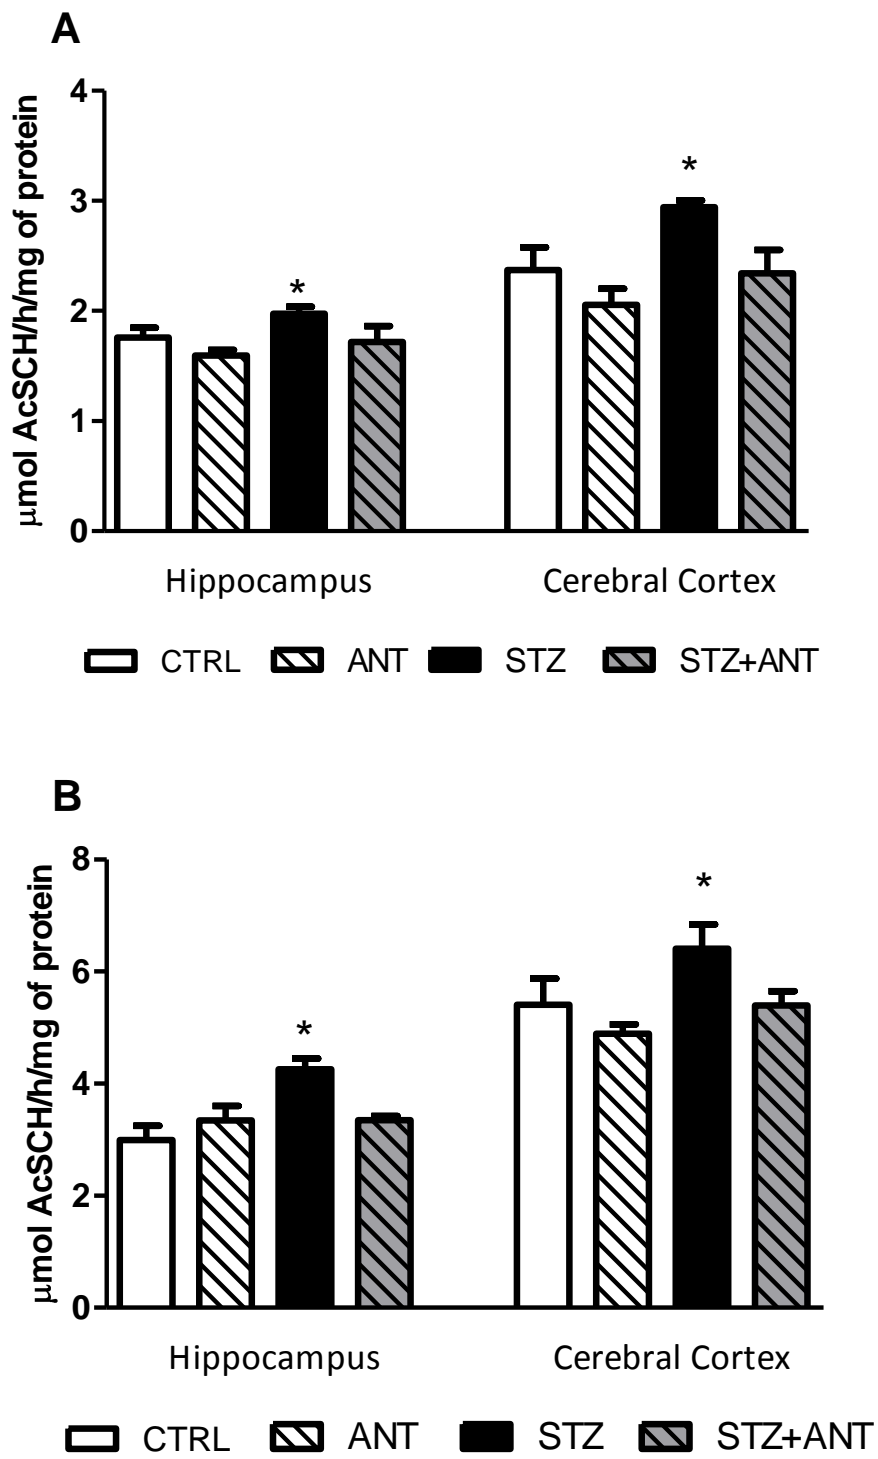 A
μmol AcSCH/h/mg of protein
4
3
2
1
0
*
*
Hippocampus Cerebral Cortex
CTRL ANT STZ STZ+ANT
B
μmol AcSCH/h/mg of protein
8
6
4
2
0
*
*
Hippocampus Cerebral Cortex
CTRL ANT STZ STZ+ANT